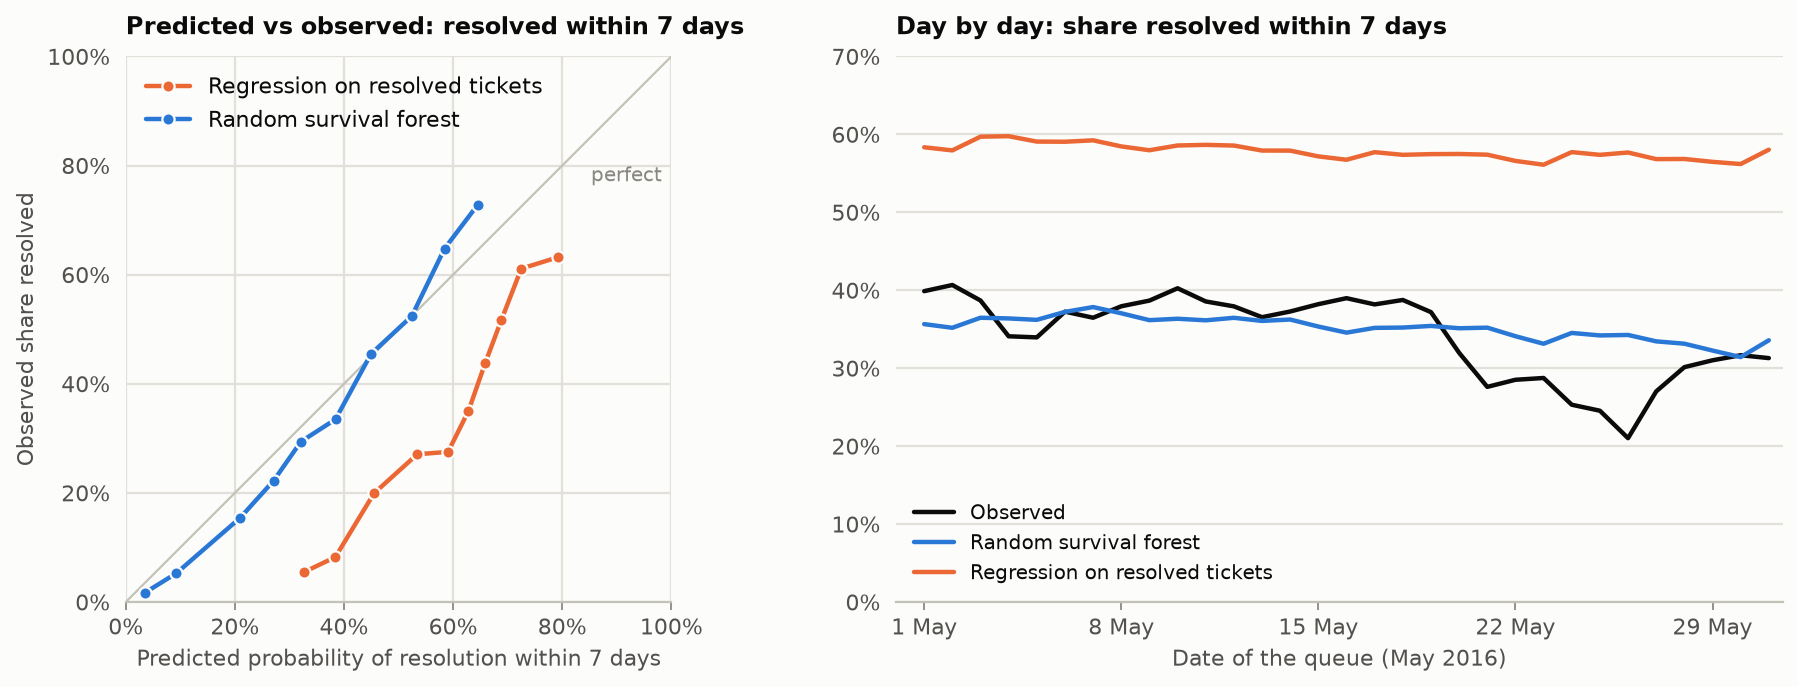 Predicted vs observed: resolved within 7 days
100%
80%
60%
40%
20%
0%
Observed share resolved
Regression on resolved tickets
Random survival forest
perfect
0%
20%
40%
60%
80%
100%
Predicted probability of resolution within 7 days
Day by day: share resolved within 7 days
70%
60%
50%
40%
30%
20%
10%
0%
Observed
Random survival forest
Regression on resolved tickets
1 May
8 May
15 May
22 May
29 May
Date of the queue (May 2016)